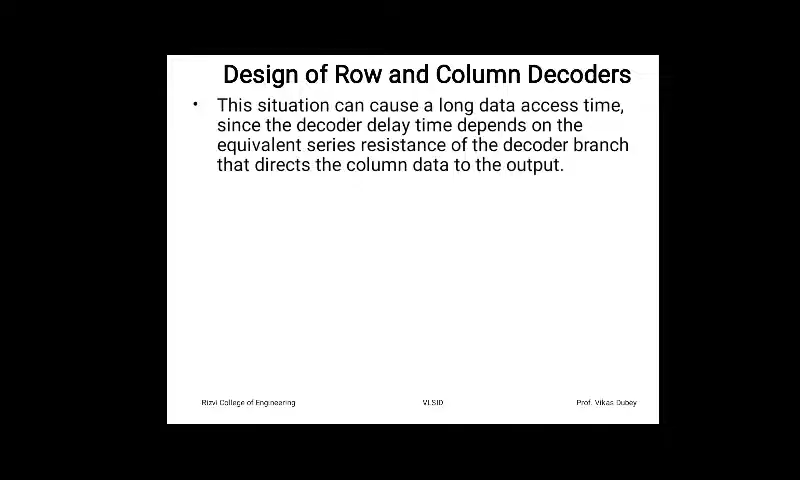 Design of Row and Column Decoders
• This situation can cause a long data access time,
since the decoder delay time depends on the
equivalent series resistance of the decoder branch
that directs the column data to the output.
Rizvi College of Engineering VLSID Prof. Vikas Dubey